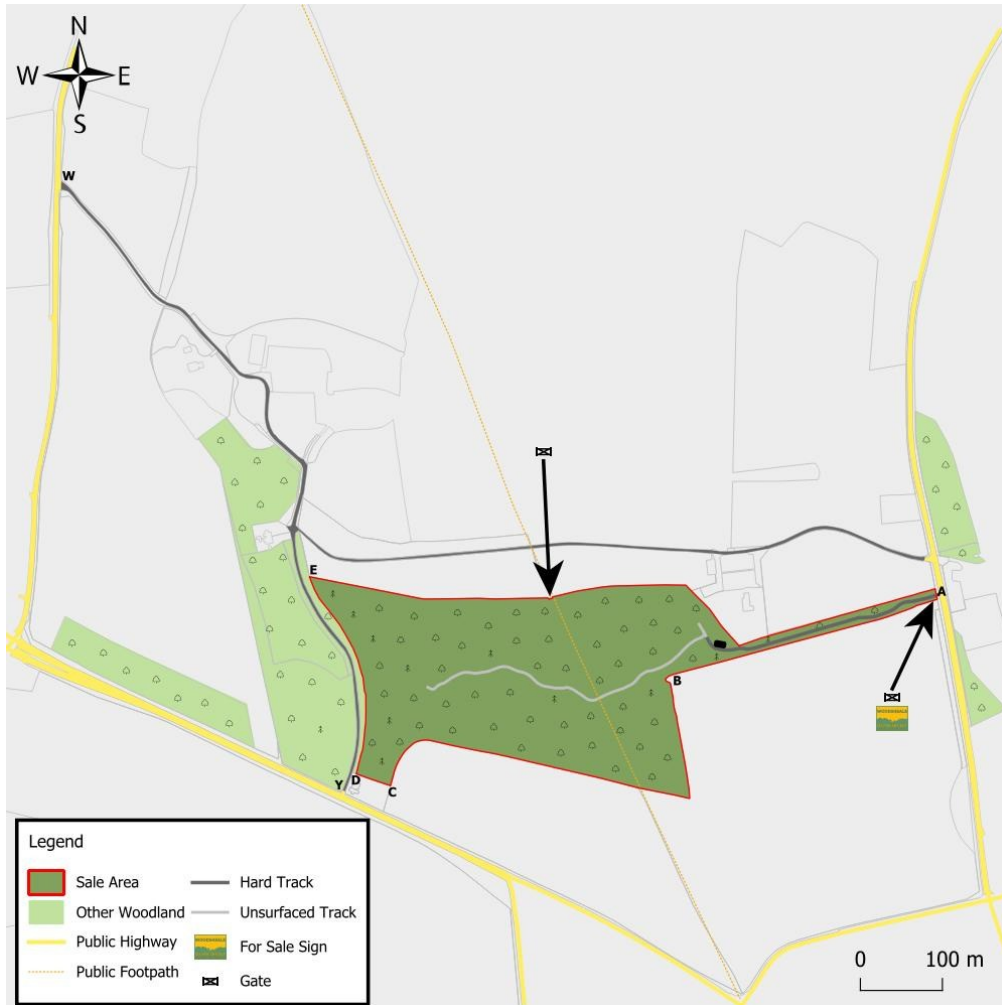 N
W E
S
W
E
A
B
D
Y
C
WOODS4SALE
Legend
Sale Area
Hard Track
Other Woodland
Unsurfaced Track
Public Highway
For Sale Sign
Public Footpath
Gate
0 100 m